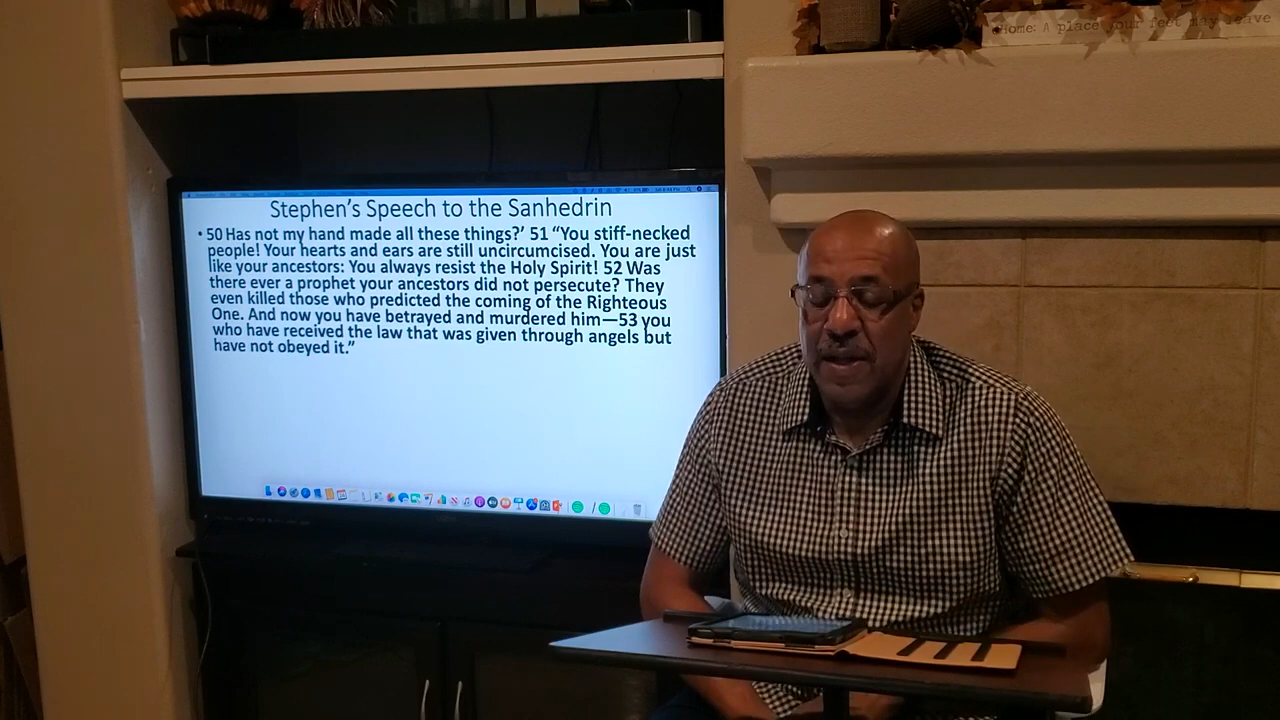 Home: A place your feet may leave
Stephen's Speech to the Sanhedrin
• 50 Has not my hand made all these things?' 51 “You stiff-necked
people! Your hearts and ears are still uncircumcised. You are just
like your ancestors: You always resist the Holy Spirit! 52 Was
there ever a prophet your ancestors did not persecute? They
even killed those who predicted the coming of the Righteous
One. And now you have betrayed and murdered him—53 you
who have received the law that was given through angels but
have not obeyed it.”